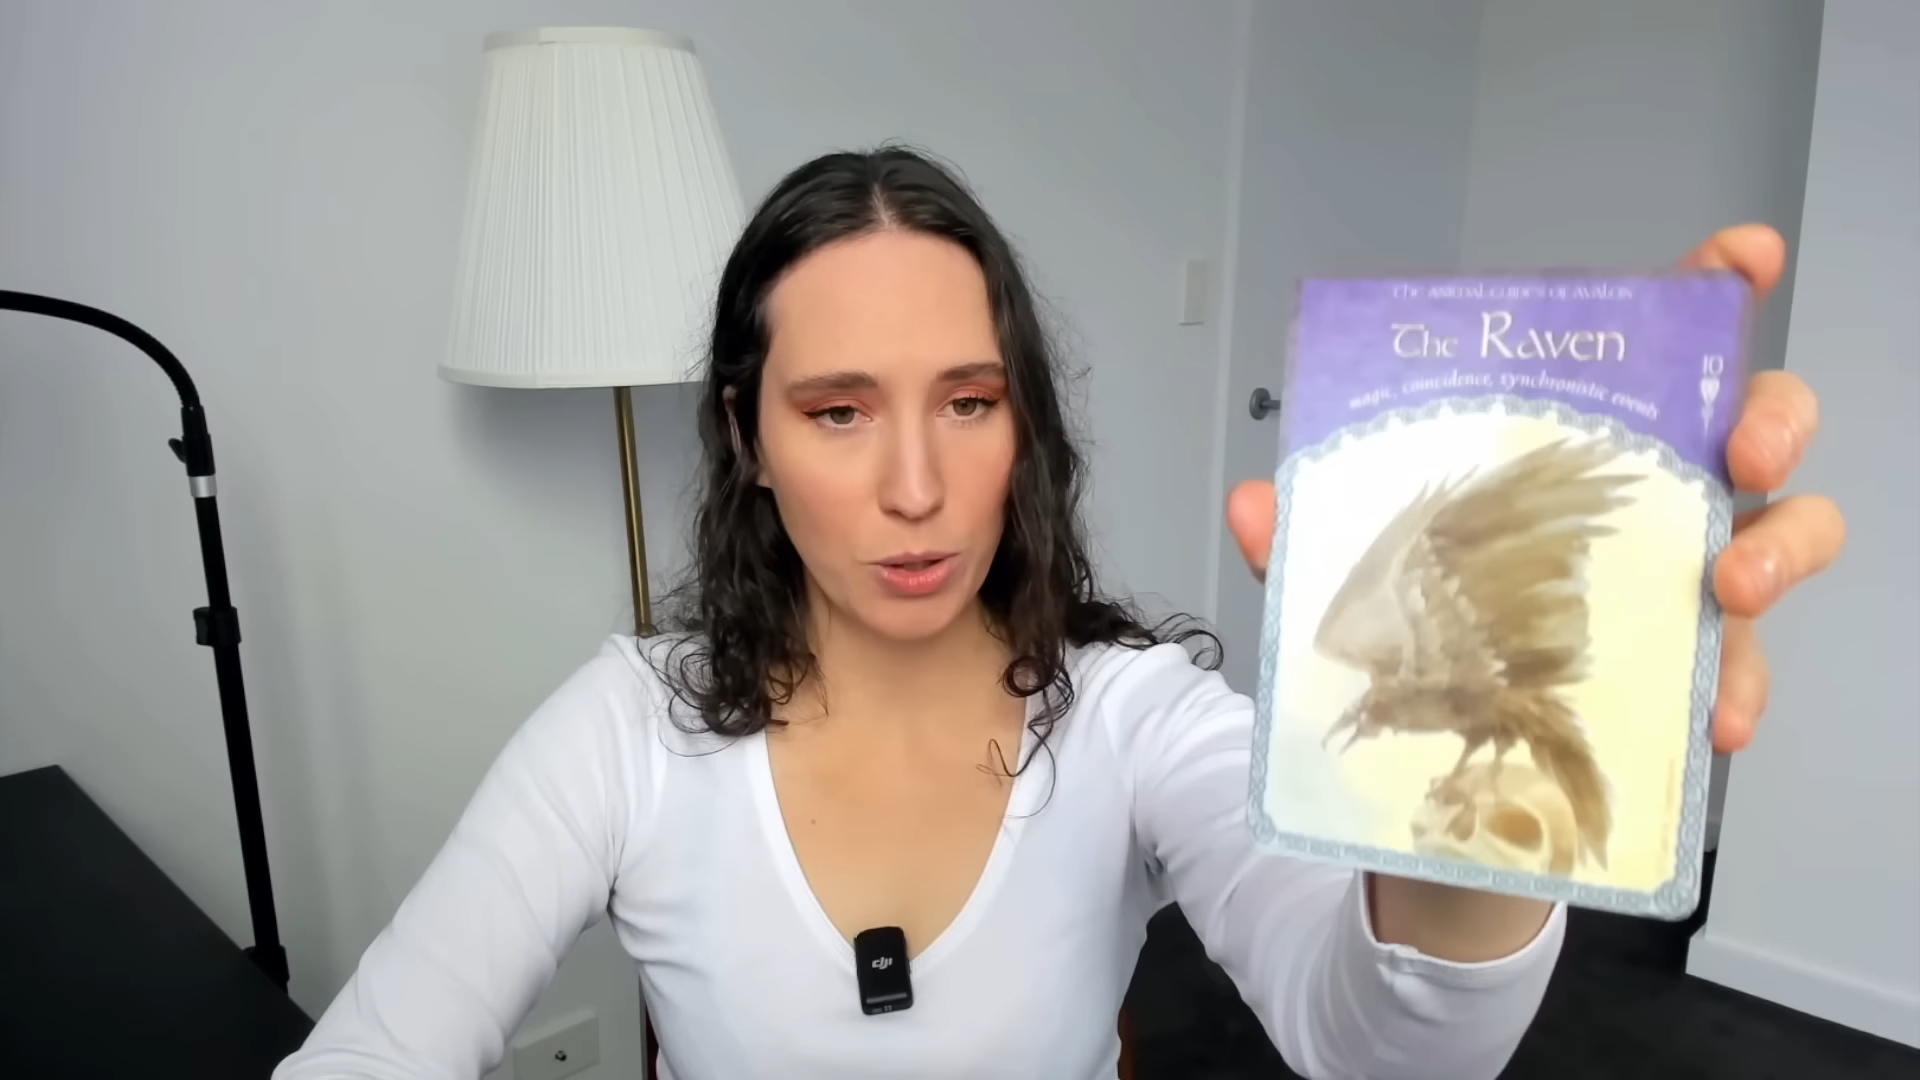 THE ANIMAL GUIDES OF AVALON
The Raven
10
magic, coincidence, synchronistic events
dji